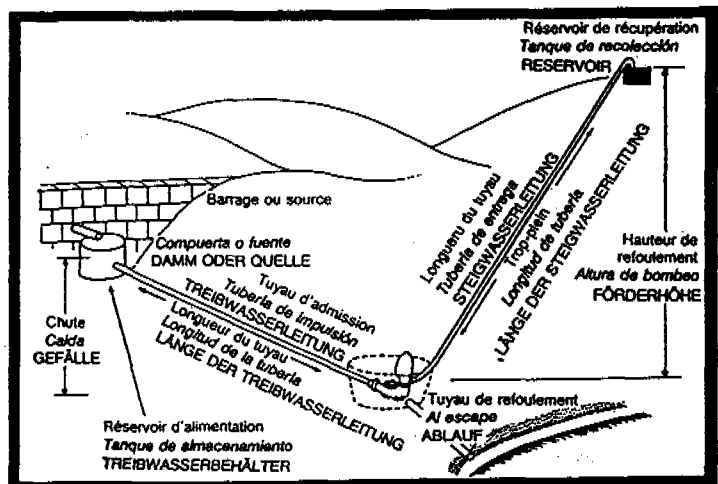 Réservoir de récupération
Tanque de recolección
RESERVOIR
Barrage ou source
Compuerta o fuente
DAMM ODER QUELLE
Longueru du tuyau
Tubería de entrega
STEIGWASSERLEITUNG
Trop-plein
Longitud de tubería
LÄNGE DER STEIGWASSERLEITUNG
Hauteur de
refoulement
Altura de bombeo
FÖRDERHÖHE
Tuyau d'admission
Tubería de impulsión
TREIBWASSERLEITUNG
Longueur du tuyau
Longitud de la tubería
LÄNGE DER TREIBWASSERLEITUNG
Chute
Caída
GEFÄLLE
Tuyau de refoulement
Al escape
ABLAUF
Réservoir d'alimentation
Tanque de almacenamiento
TREIBWASSERBEHÄLTER